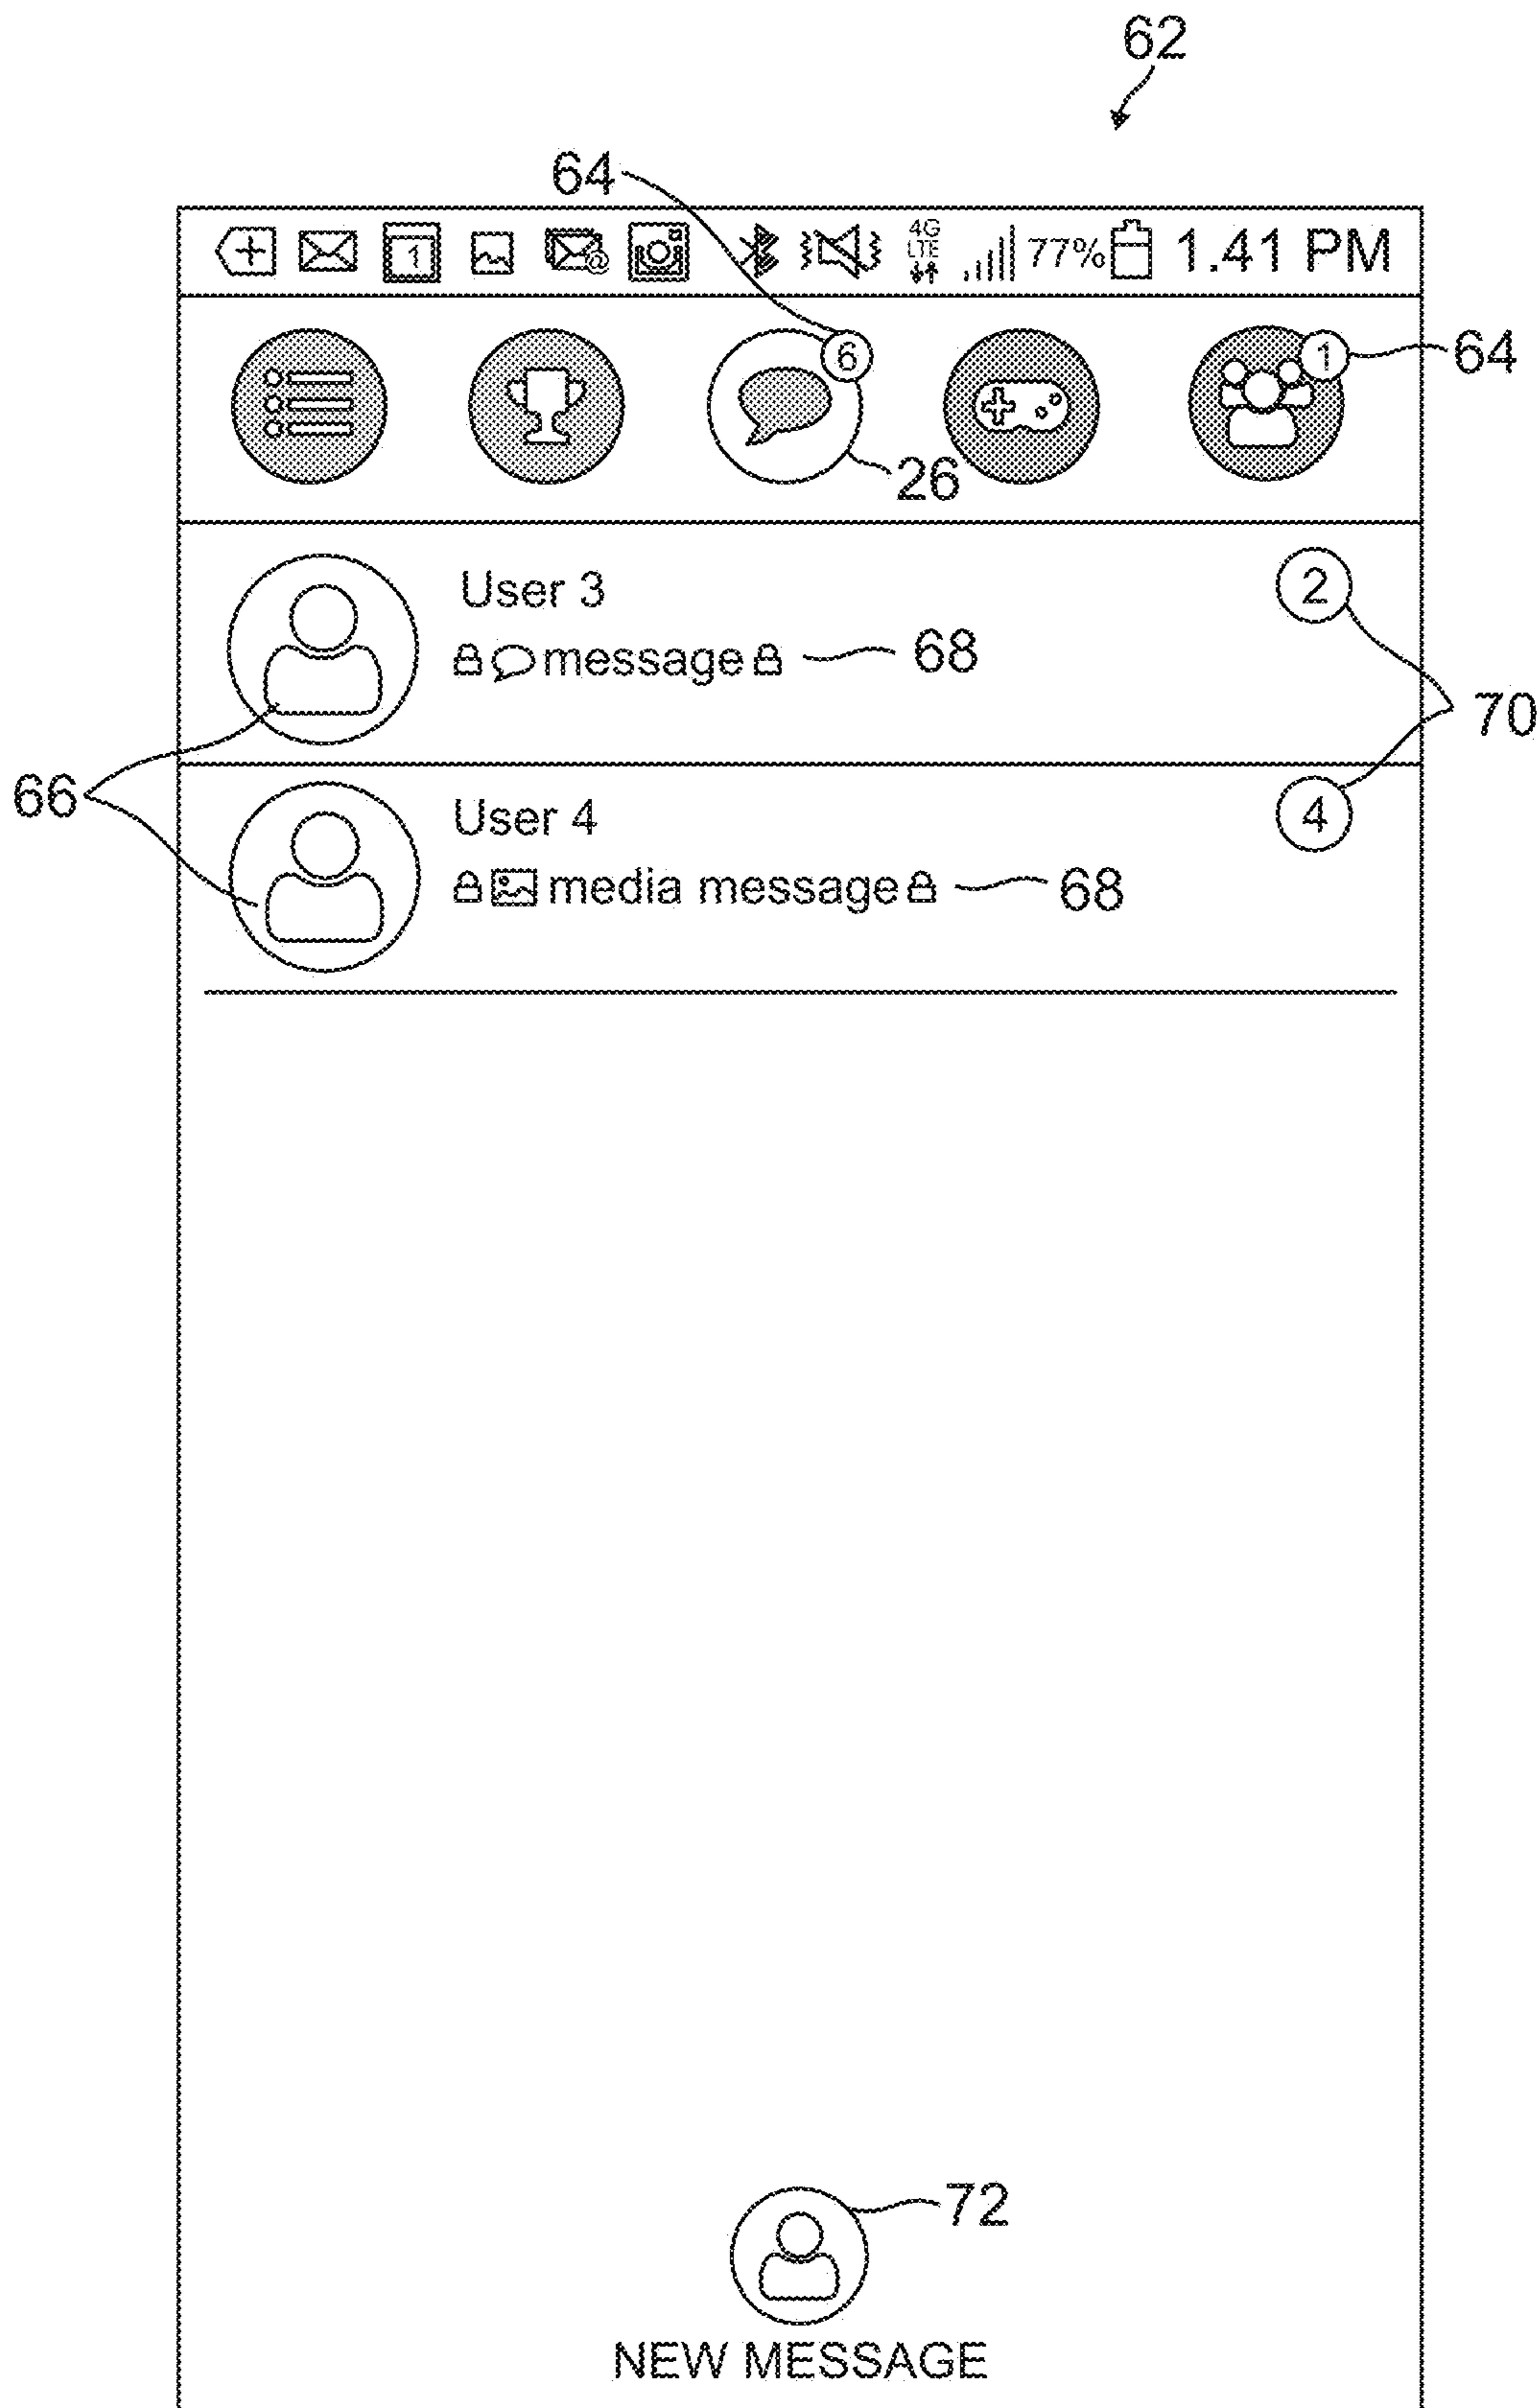 62
64
1 @ 4G LTE 77% 1.41 PM
6 1 64
26
User 3 2
message 68
70
66
User 4 4
media message 68
72
NEW MESSAGE